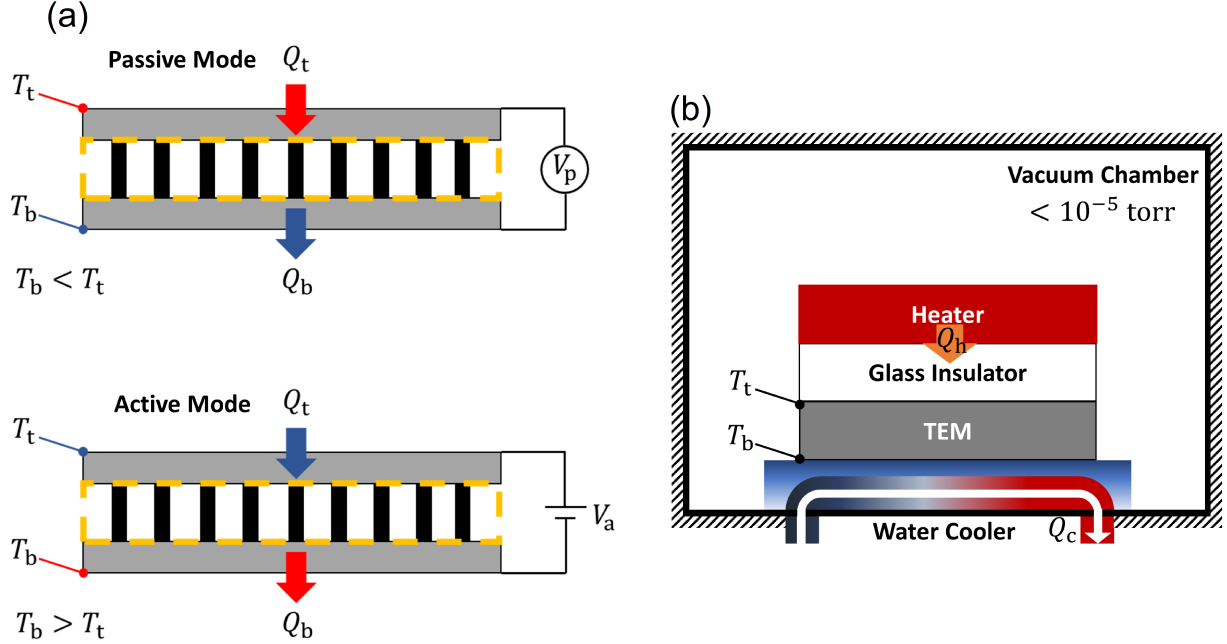 (a)
Passive Mode
Q_t
T_t
V_p
T_b
T_b < T_t
Q_b
Active Mode
Q_t
T_t
V_a
T_b
T_b > T_t
Q_b
(b)
Vacuum Chamber
< 10⁻⁵ torr
Heater
Q_h
Glass Insulator
T_t
TEM
T_b
Water Cooler
Q_c